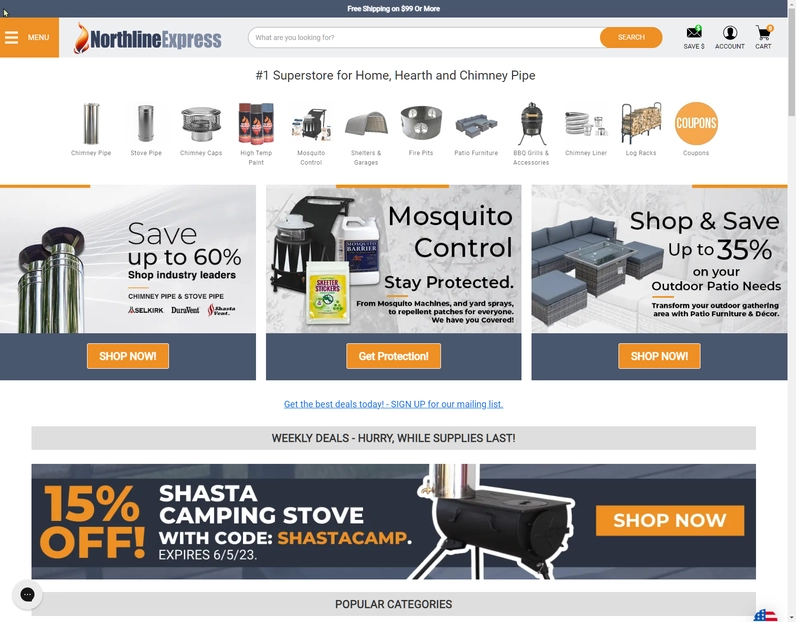 Free Shipping on $99 Or More
MENU
NorthlineExpress
What are you looking for?
SEARCH
SAVE $
ACCOUNT
0
CART
#1 Superstore for Home, Hearth and Chimney Pipe
COUPONS
Chimney Pipe
Stove Pipe
Chimney Caps
High Temp
Paint
Mosquito
Control
Shelters &
Garages
Fire Pits
Patio Furniture
BBQ Grills &
Accessories
Chimney Liner
Log Racks
Coupons
Save
up to 60%
Shop industry leaders
CHIMNEY PIPE & STOVE PIPE
SELKIRK
DuraVent
Shasta
Vent.
SHOP NOW!
Mosquito
Control
MOSQUITO
BARRIER
SKEETER
STICKERS
Stay Protected.
From Mosquito Machines, and yard sprays,
to repellent patches for everyone.
We have you Covered!
Get Protection!
Shop & Save
Up to 35%
on your
Outdoor Patio Needs
Transform your outdoor gathering
area with Patio Furniture & Décor.
SHOP NOW!
Get the best deals today! - SIGN UP for our mailing list.
WEEKLY DEALS - HURRY, WHILE SUPPLIES LAST!
15%
OFF!
SHASTA
CAMPING STOVE
WITH CODE: SHASTACAMP.
EXPIRES 6/5/23.
SHOP NOW
POPULAR CATEGORIES